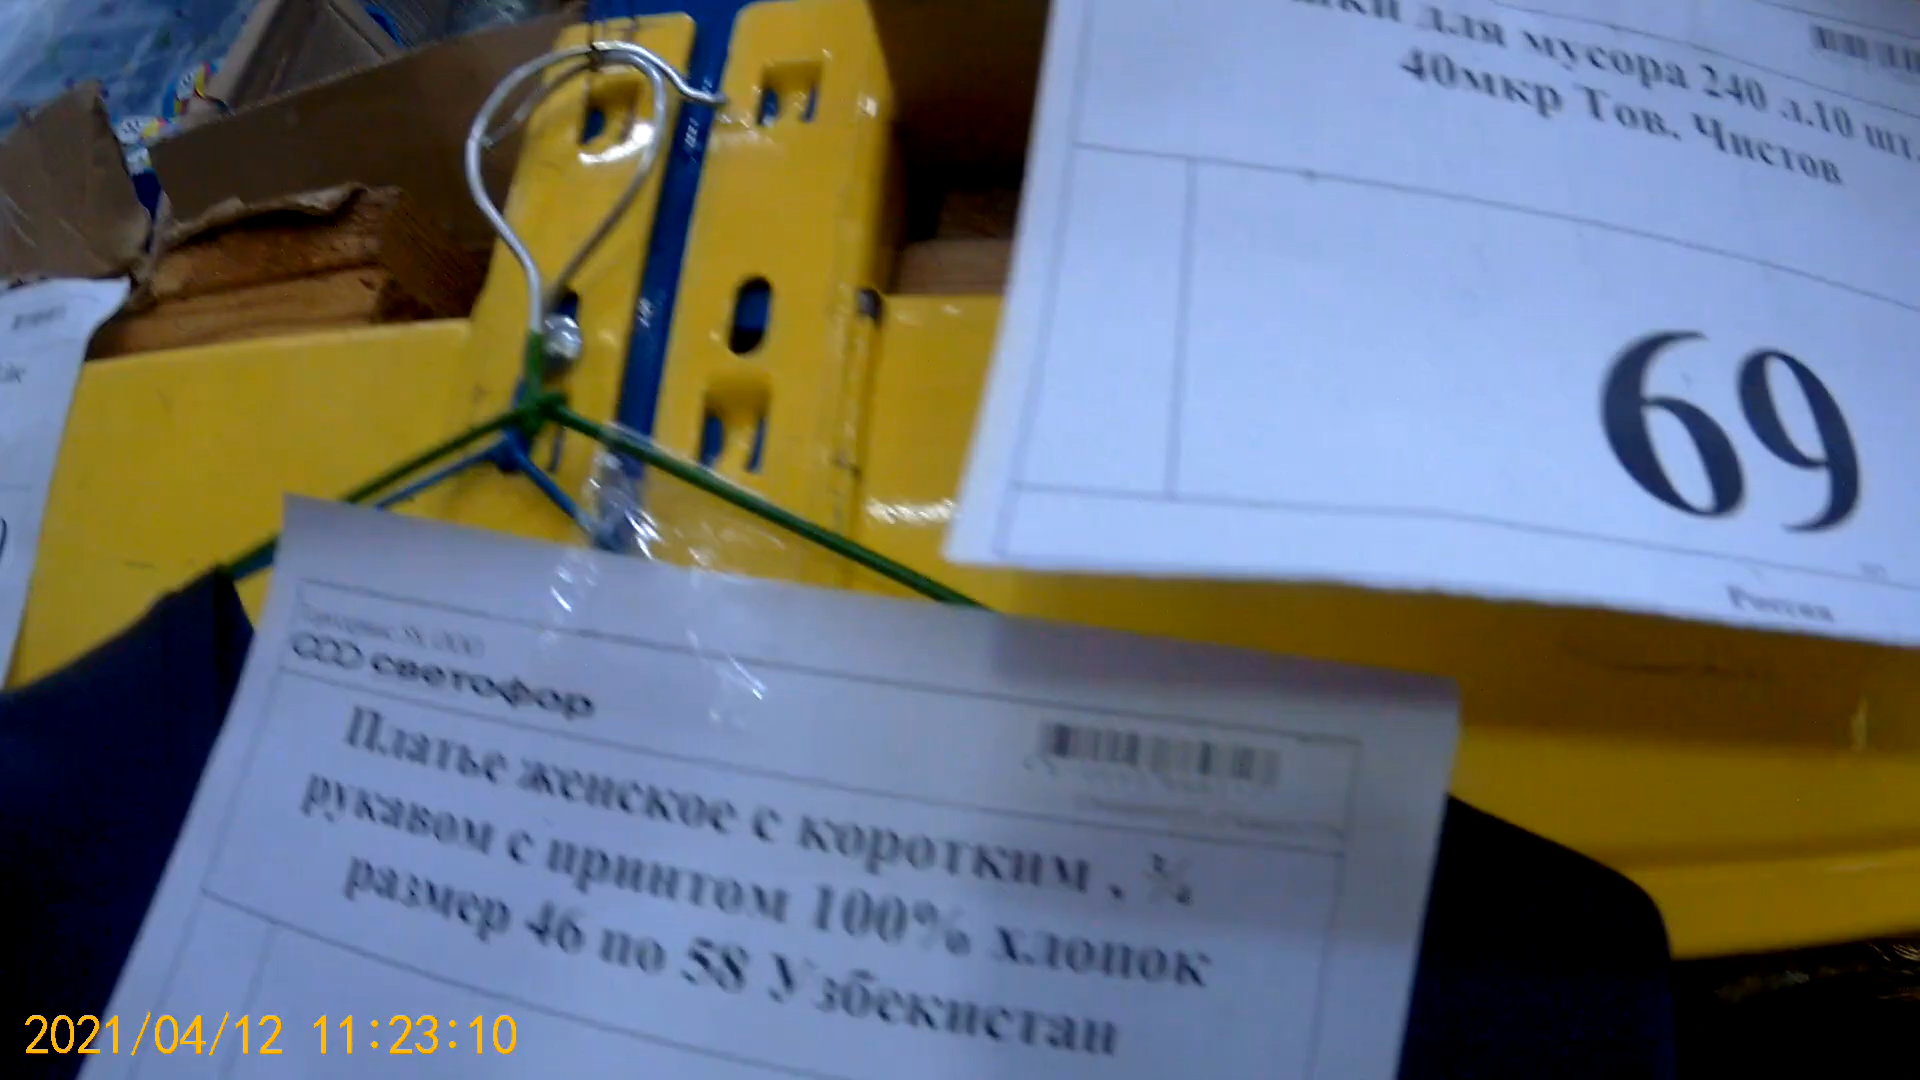 для мусора 240 л.10 шт.
40мкр Тов. Чистов
69
Россия
светофор
Платье женское с коротким , ¾
рукавом с принтом 100% хлопок
размер 46 по 58 Узбекистан
2021/04/12 11:23:10